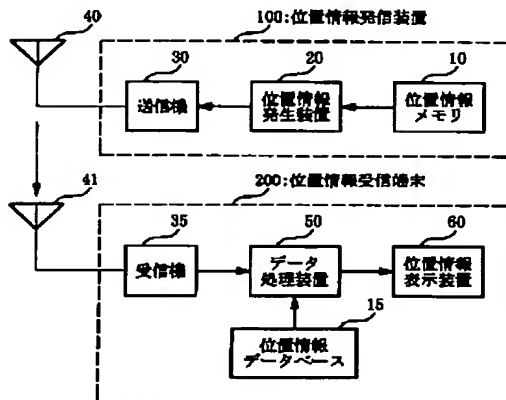 40
100:位置情報発信装置
30
20
10
送信機
位置情報
発生装置
位置情報
メモリ
41
200:位置情報受信端末
35
50
60
受信機
データ
処理装置
位置情報
表示装置
15
位置情報
データベース